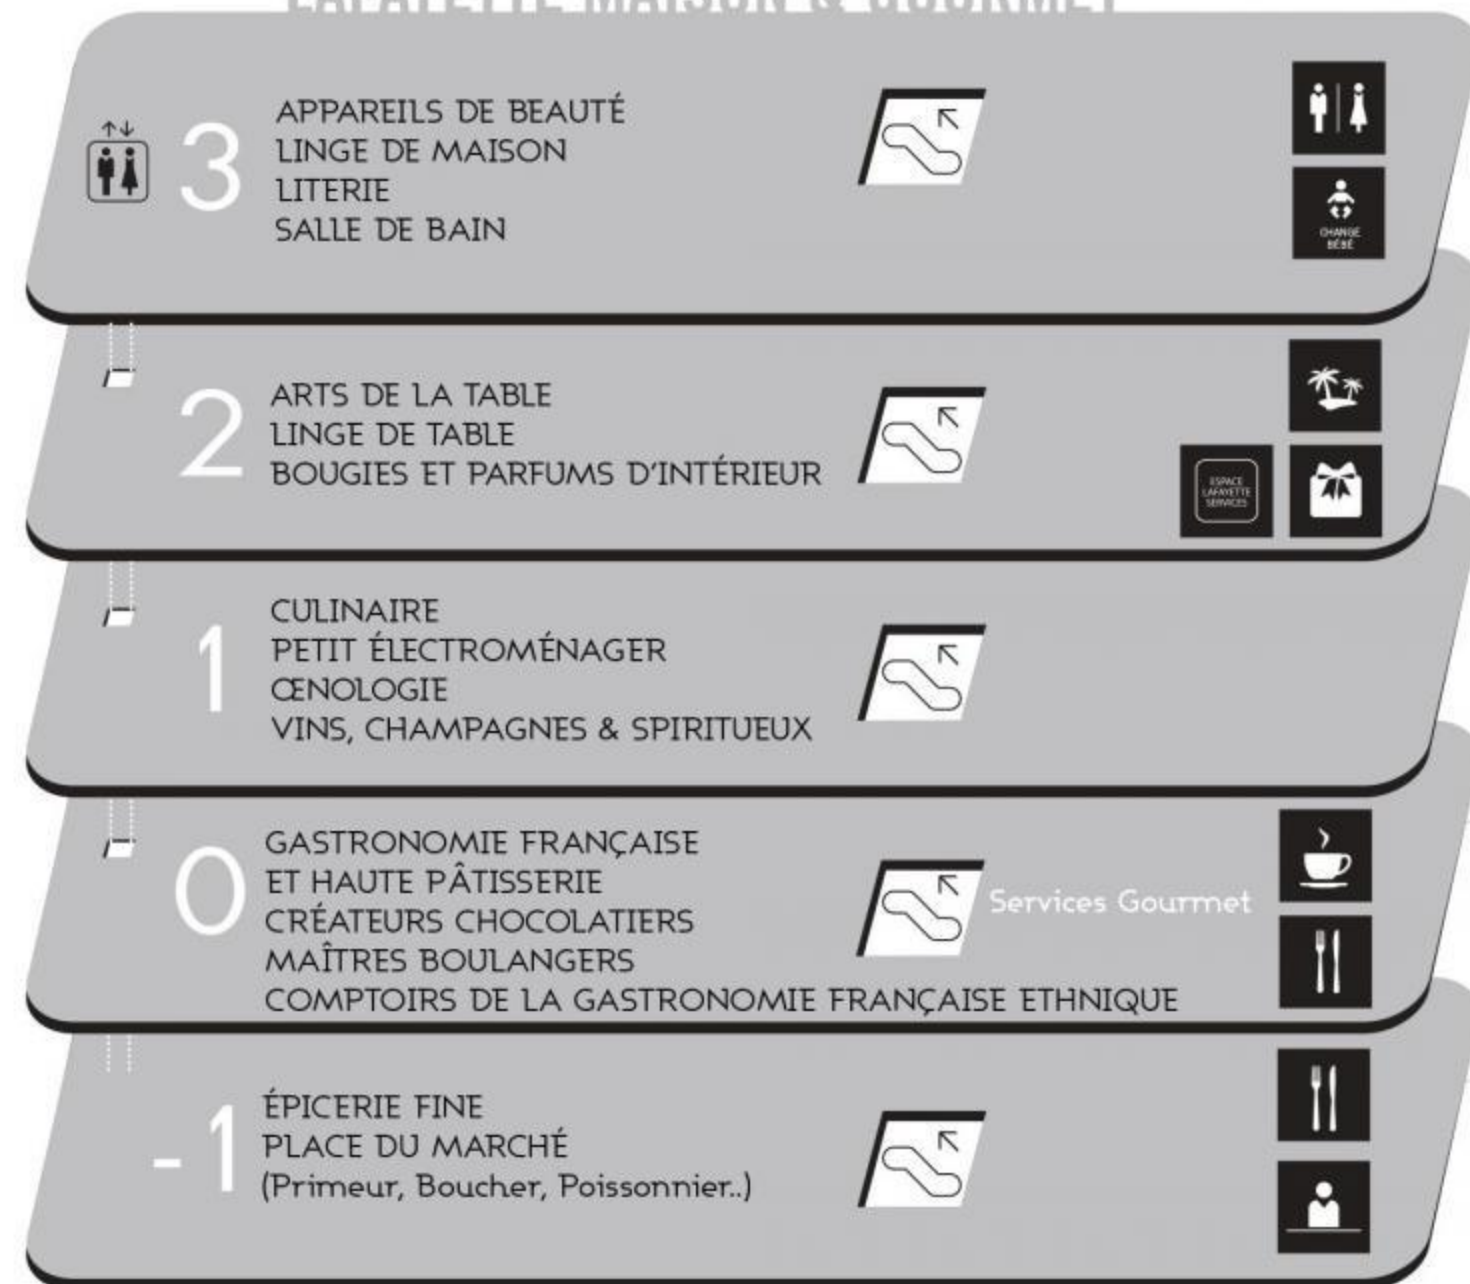 LAFAYETTE MAISON & GOURMET
3
APPAREILS DE BEAUTÉ
LINGE DE MAISON
LITERIE
SALLE DE BAIN
CHANGE
BÉBÉ
2
ARTS DE LA TABLE
LINGE DE TABLE
BOUGIES ET PARFUMS D'INTÉRIEUR
ESPACE
LAFAYETTE
SERVICES
1
CULINAIRE
PETIT ÉLECTROMÉNAGER
ŒNOLOGIE
VINS, CHAMPAGNES & SPIRITUEUX
0
GASTRONOMIE FRANÇAISE
ET HAUTE PÂTISSERIE
CRÉATEURS CHOCOLATIERS
MAÎTRES BOULANGERS
COMPTOIRS DE LA GASTRONOMIE FRANÇAISE ETHNIQUE
Services Gourmet
-1
ÉPICERIE FINE
PLACE DU MARCHÉ
(Primeur, Boucher, Poissonnier..)